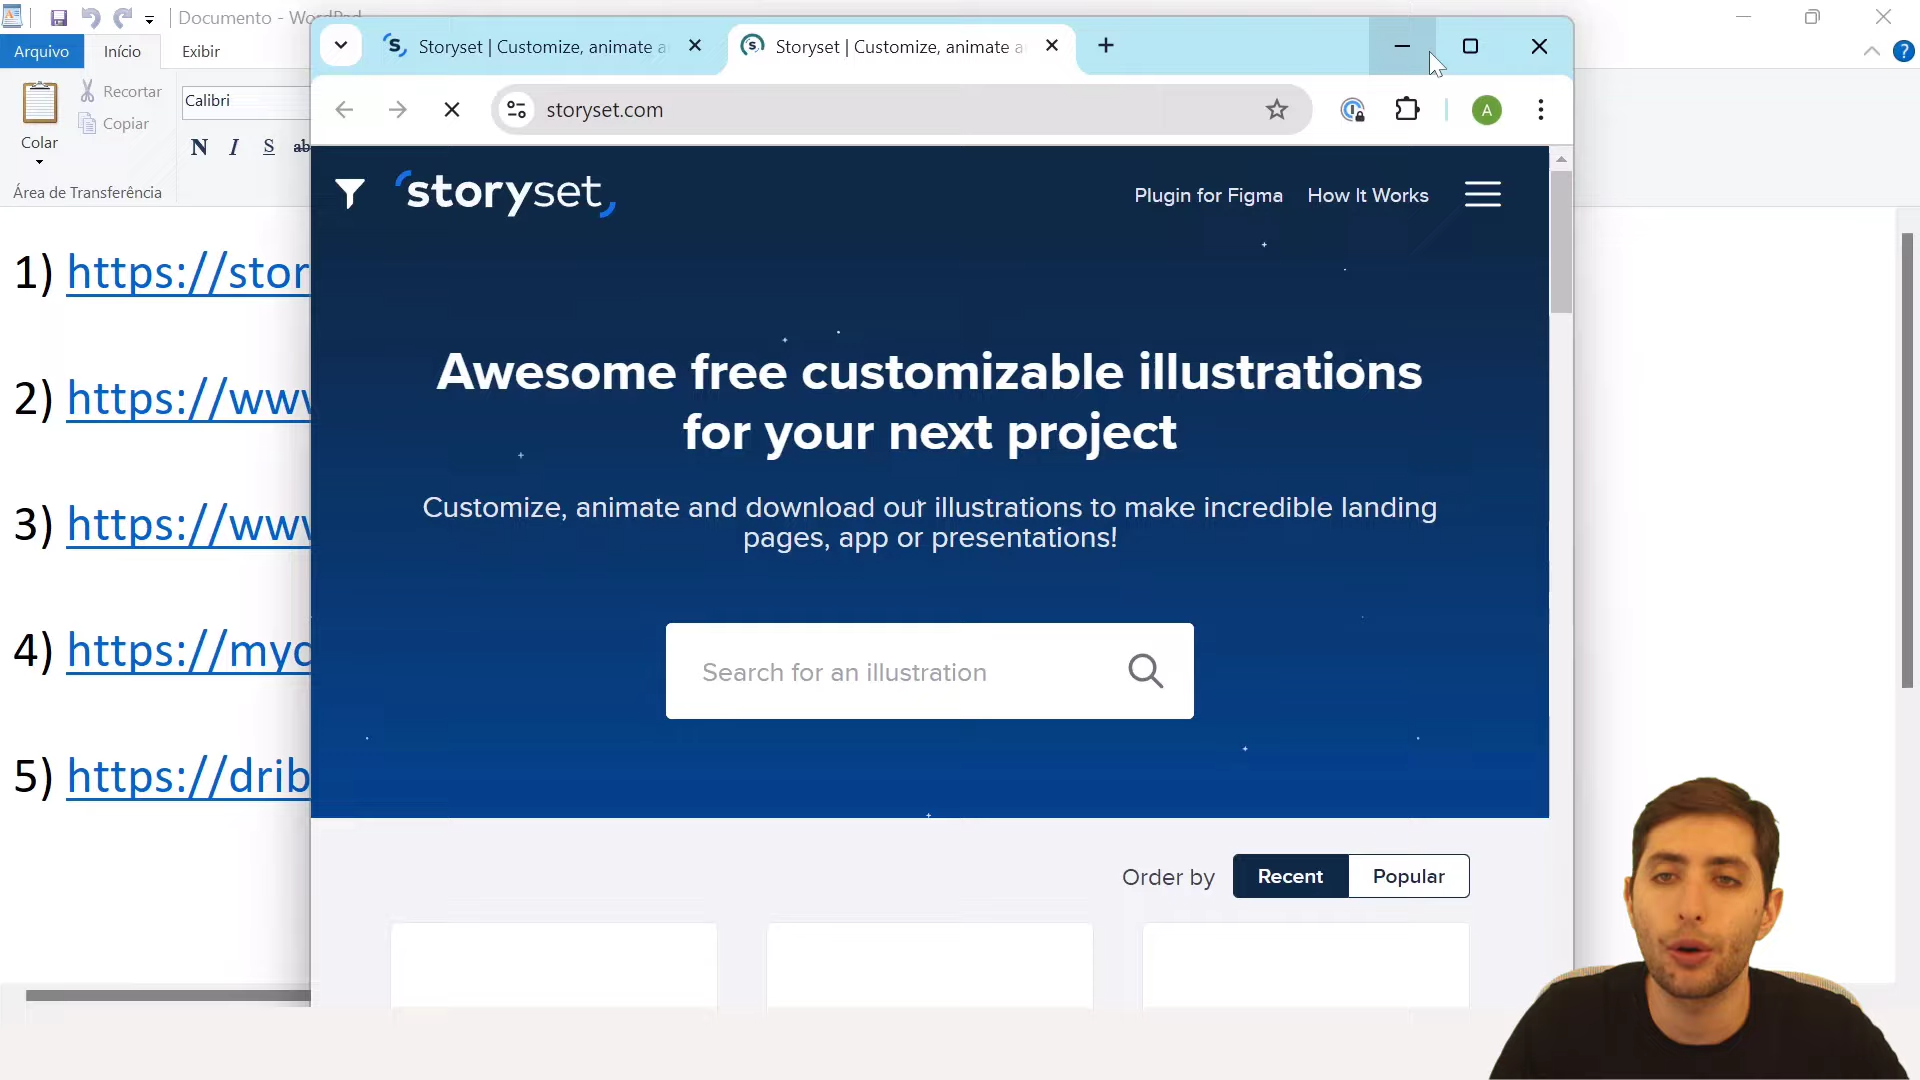 Documento - WordPad
Arquivo
Início
Exibir
Recortar
Copiar
Colar
Calibri
N I S ab
Área de Transferência
Storyset | Customize, animate a
Storyset | Customize, animate a
storyset.com
A
storyset
Plugin for Figma
How It Works
Awesome free customizable illustrations
for your next project
Customize, animate and download our illustrations to make incredible landing
pages, app or presentations!
Search for an illustration
Order by
Recent
Popular
1) https://stor
2) https://www
3) https://www
4) https://myd
5) https://drib